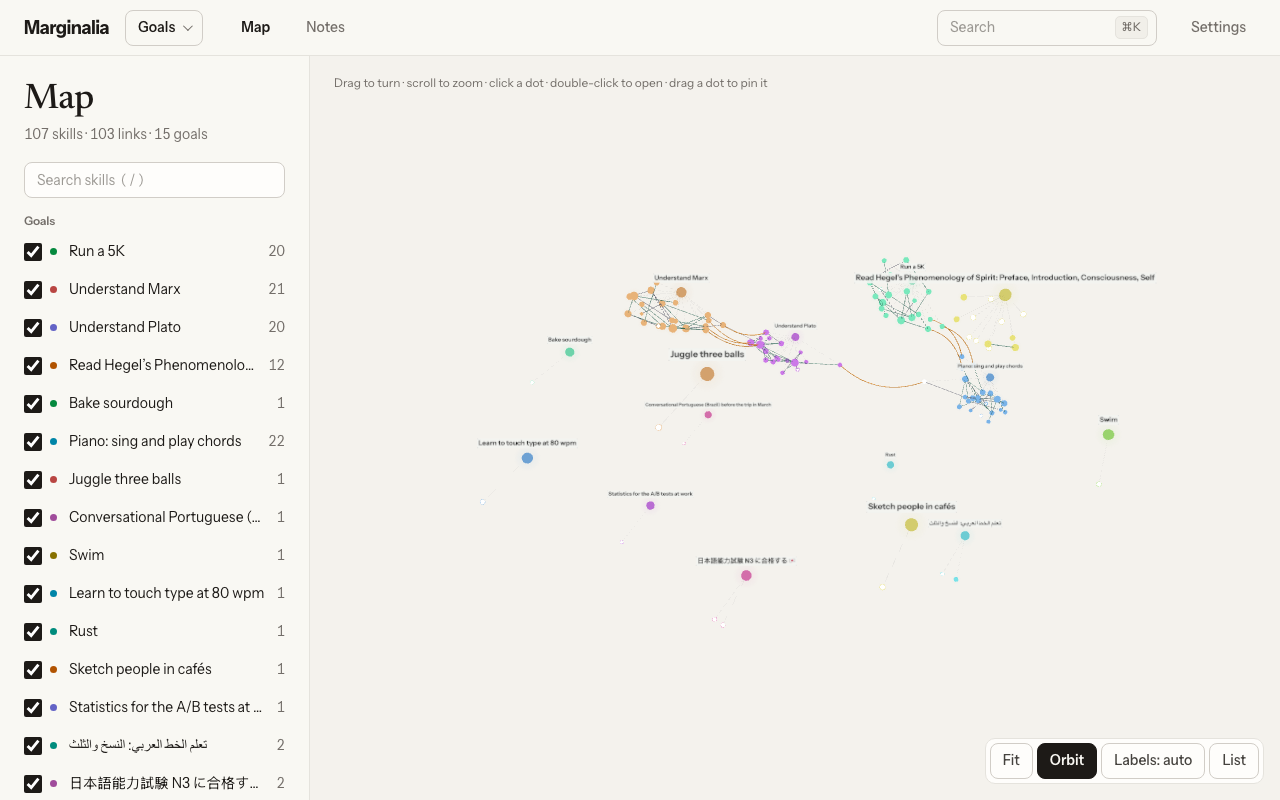 Marginalia
Goals
Map
Notes
Search
⌘K
Settings
Map
107 skills · 103 links · 15 goals
Search skills ( / )
Goals
Run a 5K 20
Understand Marx 21
Understand Plato 20
Read Hegel's Phenomenolo... 12
Bake sourdough 1
Piano: sing and play chords 22
Juggle three balls 1
Conversational Portuguese (... 1
Swim 1
Learn to touch type at 80 wpm 1
Rust 1
Sketch people in cafés 1
Statistics for the A/B tests at ... 1
تعلم الخط العربي: النسخ والثلث 2
日本語能力試験 N3 に合格す... 2
Drag to turn · scroll to zoom · click a dot · double-click to open · drag a dot to pin it
Run a 5K
Understand Marx
Read Hegel's Phenomenology of Spirit: Preface, Introduction, Consciousness, Self
Understand Plato
Bake sourdough
Juggle three balls
Piano: sing and play chords
Conversational Portuguese (Brazil) before the trip in March
Swim
Learn to touch type at 80 wpm
Rust
Statistics for the A/B tests at work
Sketch people in cafés
تعلم الخط العربي: النسخ والثلث
日本語能力試験 N3 に合格する
Fit
Orbit
Labels: auto
List